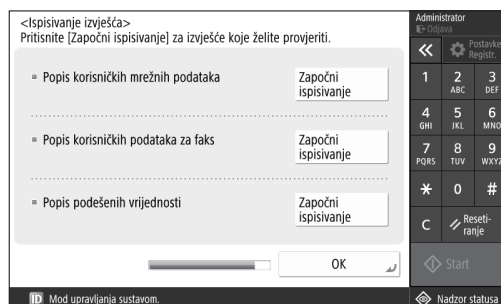 <Ispisivanje izvješća>
Pritisnite [Započni ispisivanje] za izvješće koje želite provjeriti.
Popis korisničkih mrežnih podataka
Započni
ispisivanje
Popis korisničkih podataka za faks
Započni
ispisivanje
Popis podešenih vrijednosti
Započni
ispisivanje
OK
ID Mod upravljanja sustavom.
Administrator
Odjava
Postavke
Registr.
1 2 3
ABC DEF
4 5 6
GHI JKL MNO
7 8 9
PQRS TUV WXYZ
* 0 #
C Reseti-
ranje
Start
Nadzor statusa